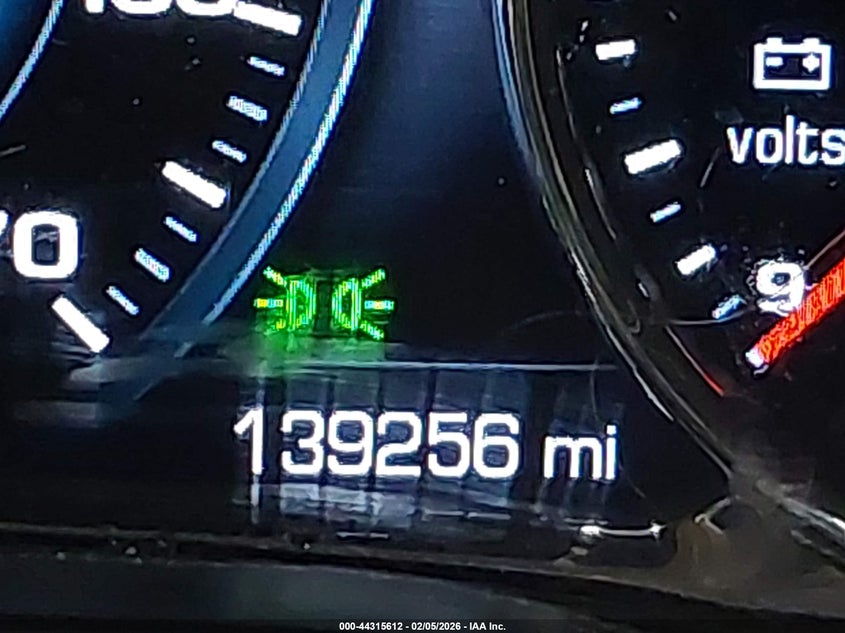 volts
9
139256 mi
000-44315612 - 02/05/2026 - IAA Inc.